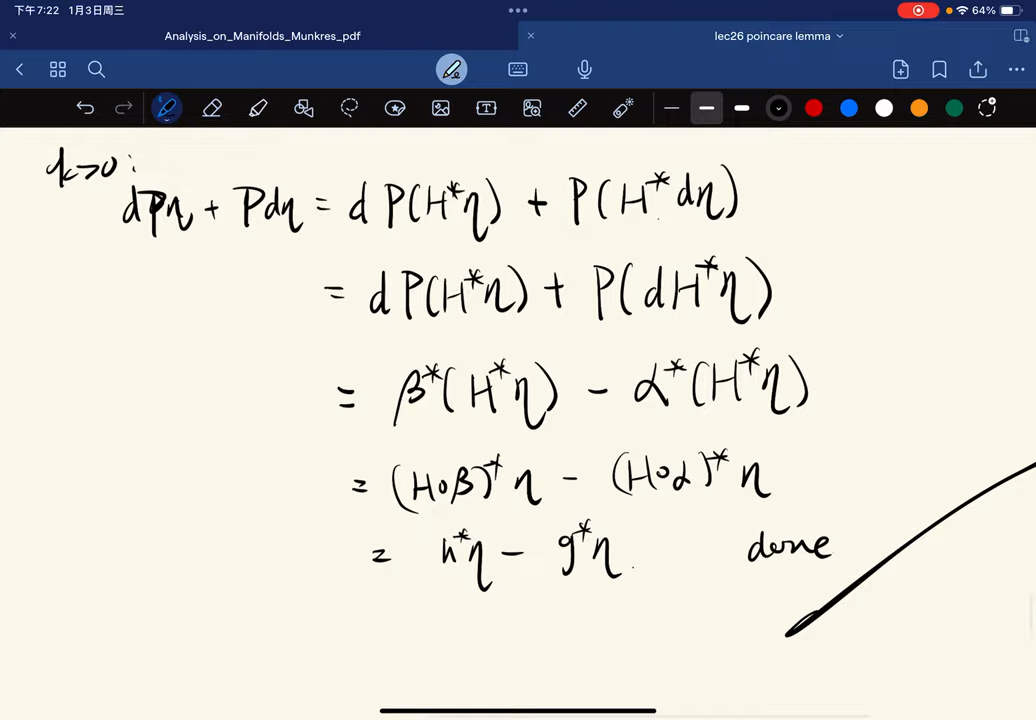 下午7:22 1月3日周三
64%
Analysis_on_Manifolds_Munkres_pdf
lec26 poincare lemma
k>0:
dPη + Pdη = d P(H*η) + P(H*dη)
= d P(H*η) + P(dH*η)
= β*(H*η) - α*(H*η)
= (H∘β)*η - (H∘α)*η
= h*η - g*η. done